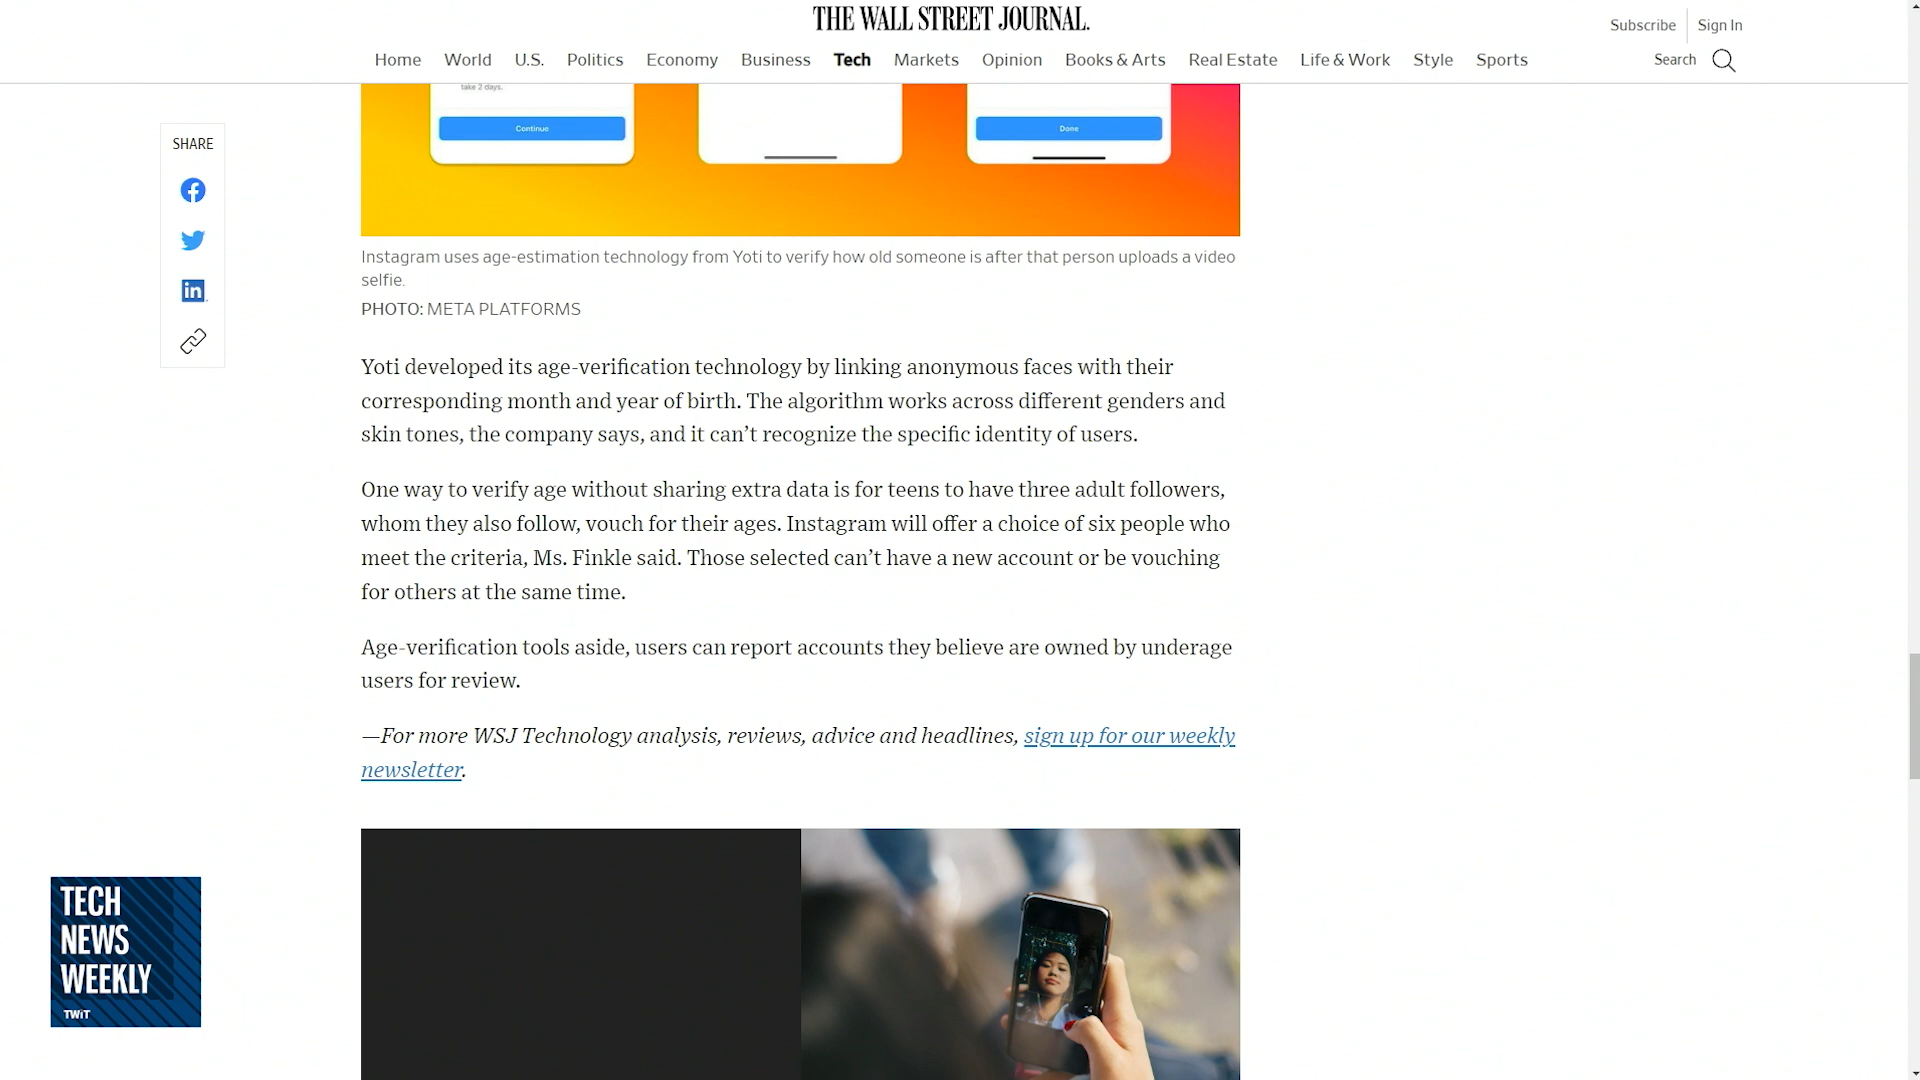 THE WALL STREET JOURNAL.
Subscribe
Sign In
Home World U.S. Politics Economy Business Tech Markets Opinion Books & Arts Real Estate Life & Work Style Sports
Search
take 2 days.
Continue
Done
SHARE
Instagram uses age-estimation technology from Yoti to verify how old someone is after that person uploads a video
selfie.
PHOTO: META PLATFORMS
Yoti developed its age-verification technology by linking anonymous faces with their
corresponding month and year of birth. The algorithm works across different genders and
skin tones, the company says, and it can’t recognize the specific identity of users.
One way to verify age without sharing extra data is for teens to have three adult followers,
whom they also follow, vouch for their ages. Instagram will offer a choice of six people who
meet the criteria, Ms. Finkle said. Those selected can’t have a new account or be vouching
for others at the same time.
Age-verification tools aside, users can report accounts they believe are owned by underage
users for review.
—For more WSJ Technology analysis, reviews, advice and headlines, sign up for our weekly
newsletter.
TECH
NEWS
WEEKLY
TWiT